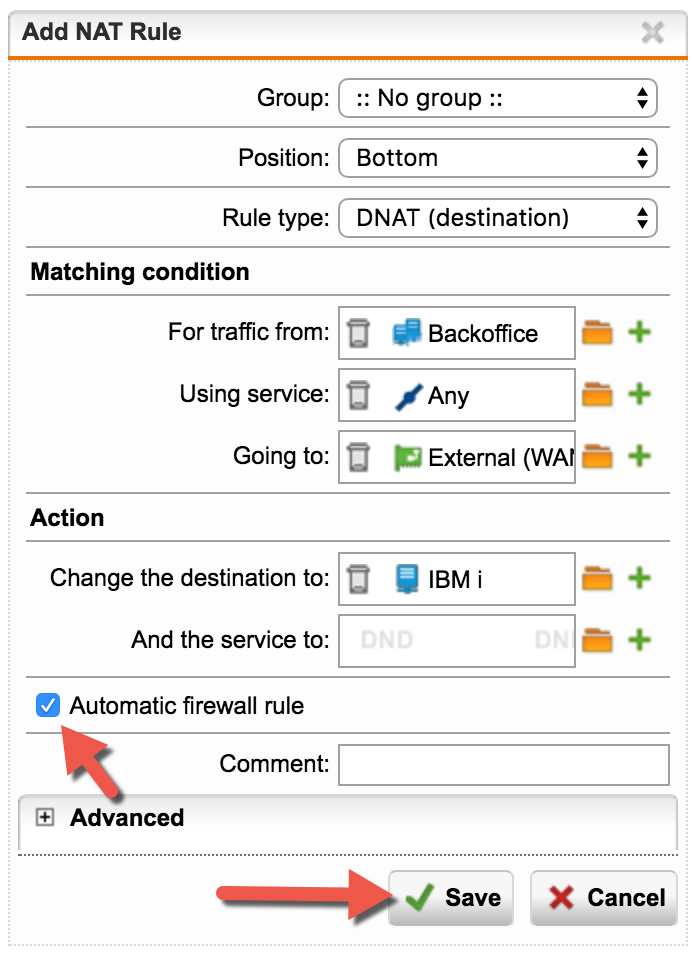 Add NAT Rule
Group: :: No group ::
Position: Bottom
Rule type: DNAT (destination)
Matching condition
For traffic from: Backoffice
Using service: Any
Going to: External (WAN
Action
Change the destination to: IBM i
And the service to: DND DND
Automatic firewall rule
Comment:
Advanced
Save Cancel